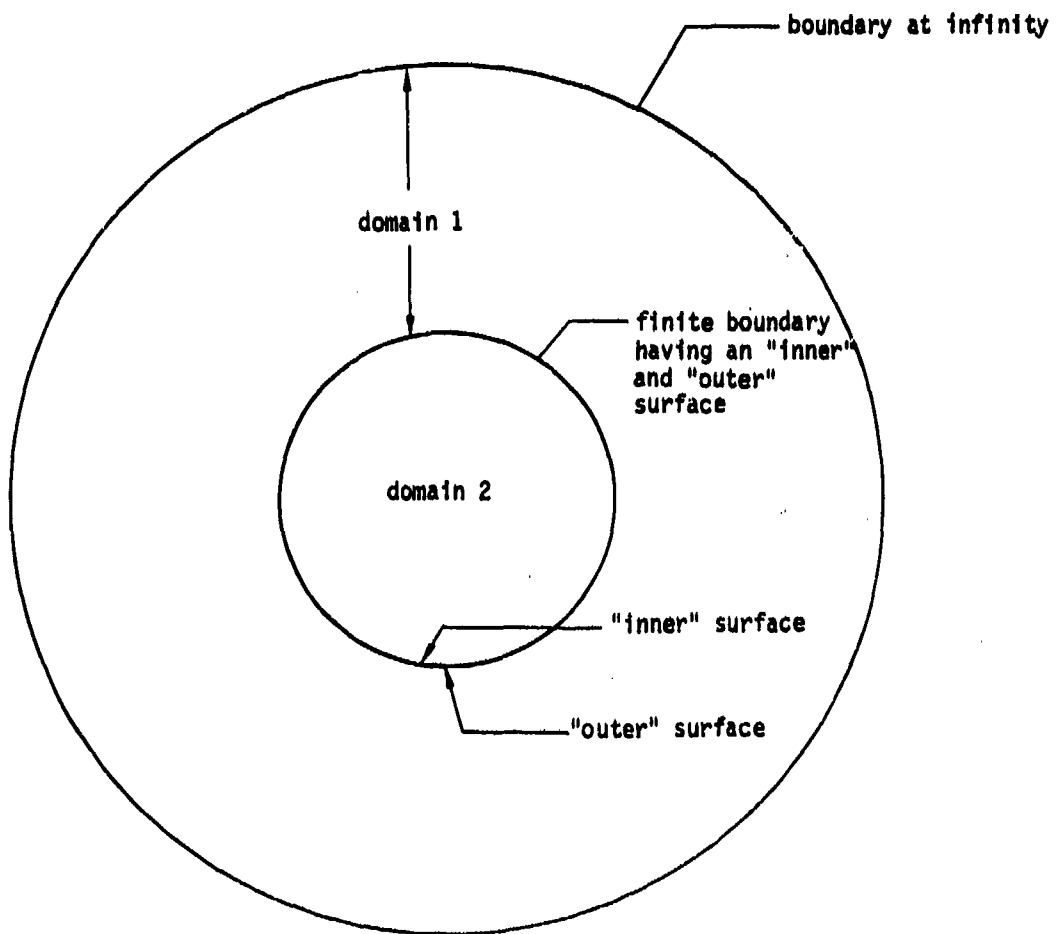 boundary at infinity
domain 1
finite boundary
having an "inner"
and "outer"
surface
domain 2
"inner" surface
"outer" surface